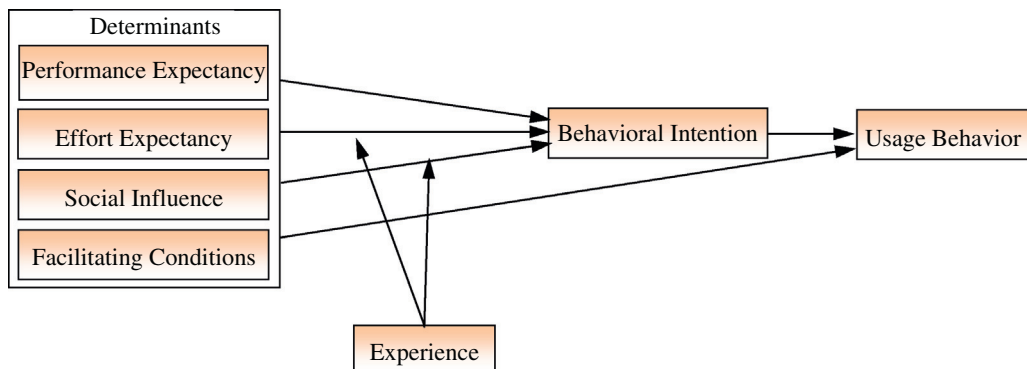 Determinants
Performance Expectancy
Effort Expectancy
Social Influence
Facilitating Conditions
Behavioral Intention
Usage Behavior
Experience